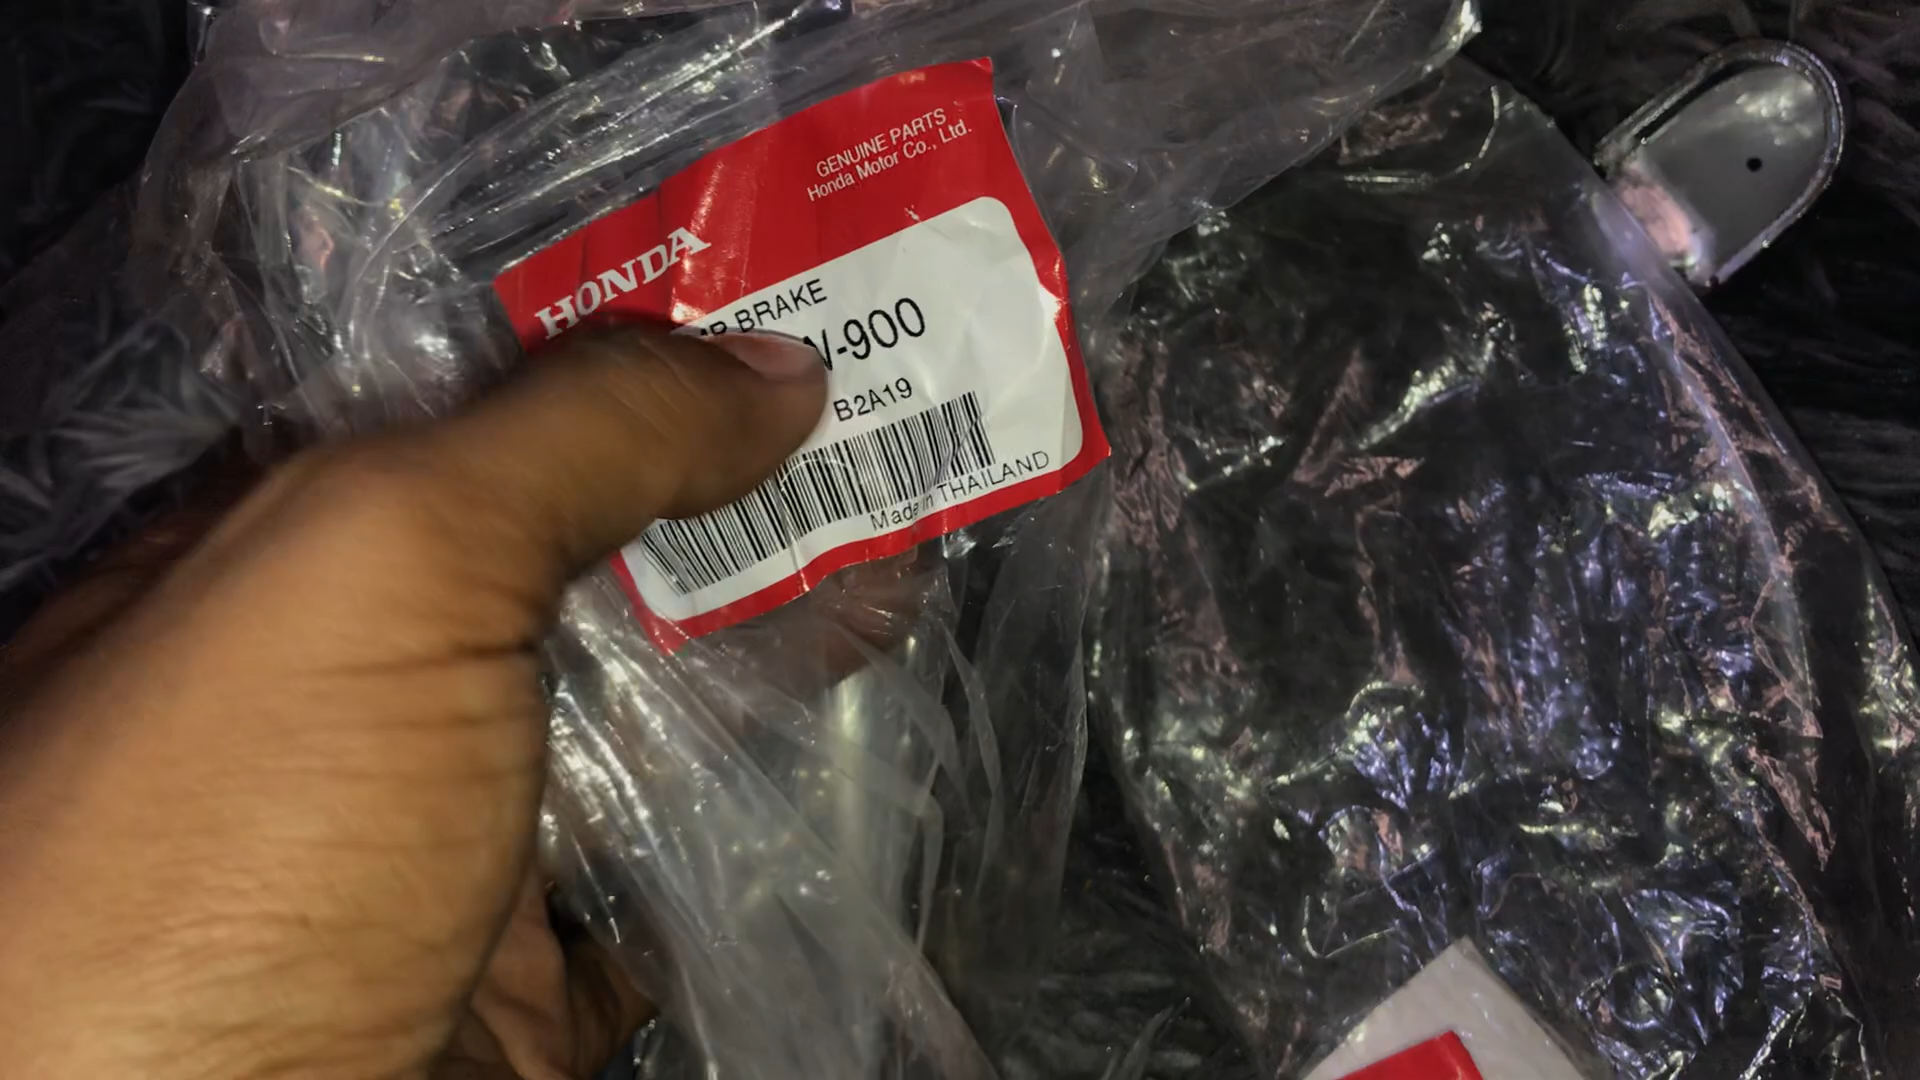 GENUINE PARTS
Honda Motor Co., Ltd.
HONDA
BRAKE
-900
B2A19
Made in THAILAND